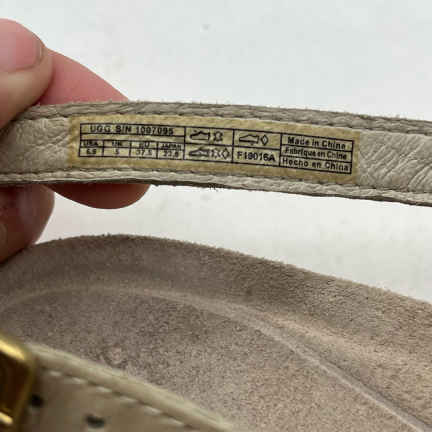 UGG S/N 1097095
USA UK EU JAPAN
6.5 5 37.5 23.5
F19016A
Made in China
Fabriqué en Chine
Hecho en China